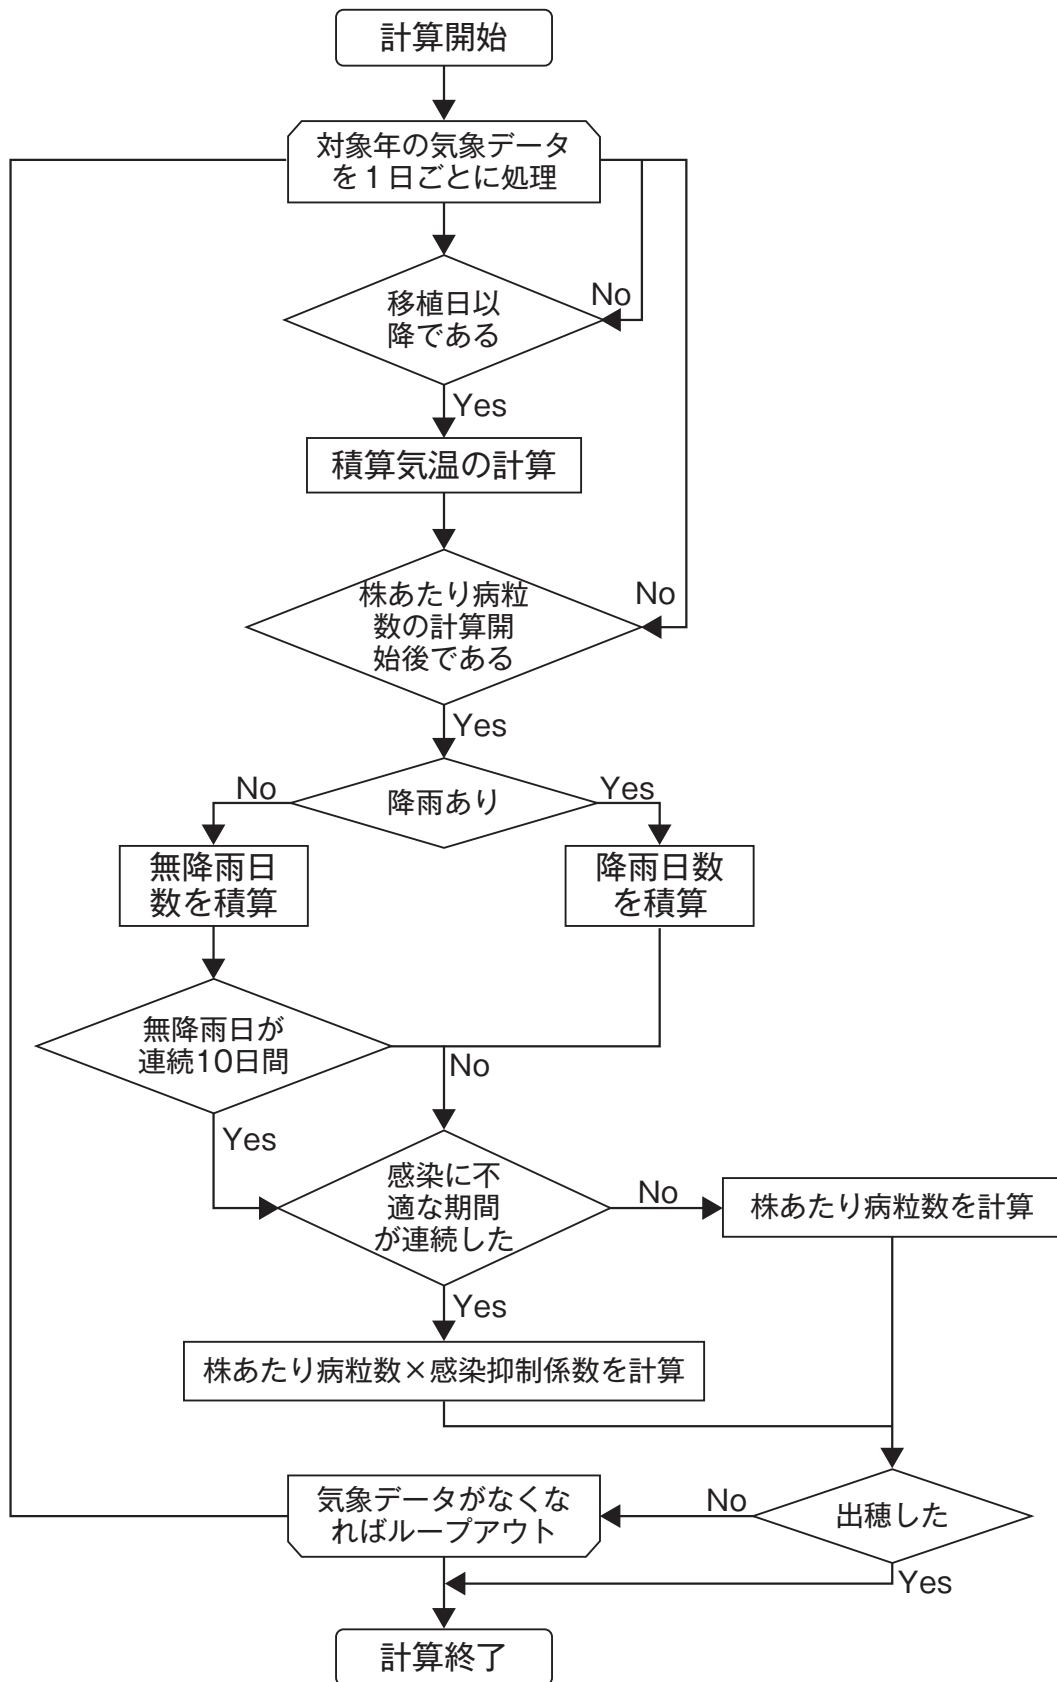 計算開始
対象年の気象データ
を1日ごとに処理
No
移植日以
降である
Yes
積算気温の計算
No
株あたり病粒
数の計算開
始後である
Yes
No
降雨あり
Yes
無降雨日
数を積算
降雨日数
を積算
無降雨日が
連続10日間
No
Yes
感染に不
適な期間
が連続した
No
株あたり病粒数を計算
Yes
株あたり病粒数×感染抑制係数を計算
気象データがなくな
ればループアウト
No
出穂した
Yes
計算終了